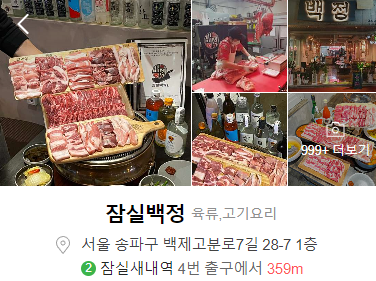 백정
999+ 더보기
잠실백정 육류,고기요리
서울 송파구 백제고분로7길 28-7 1층
2 잠실새내역 4번 출구에서 359m